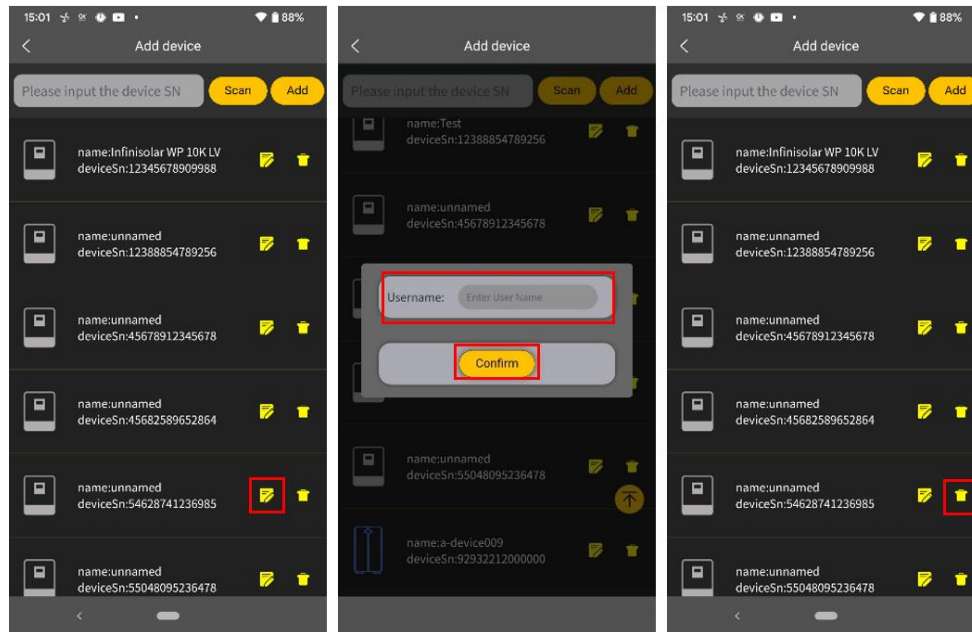 15:01
88%
Add device
Please input the device SN
Scan
Add
name:Infinisolar WP 10K LV
deviceSn:12345678909988
name:unnamed
deviceSn:12388854789256
name:unnamed
deviceSn:45678912345678
name:unnamed
deviceSn:45682589652864
name:unnamed
deviceSn:54628741236985
name:unnamed
deviceSn:55048095236478
Add device
Please input the device SN
Scan
Add
name:Test
deviceSn:12388854789256
name:unnamed
deviceSn:45678912345678
Username:
Enter User Name
Confirm
name:unnamed
deviceSn:55048095236478
name:a-device009
deviceSn:92932212000000
15:01
88%
Add device
Please input the device SN
Scan
Add
name:Infinisolar WP 10K LV
deviceSn:12345678909988
name:unnamed
deviceSn:12388854789256
name:unnamed
deviceSn:45678912345678
name:unnamed
deviceSn:45682589652864
name:unnamed
deviceSn:54628741236985
name:unnamed
deviceSn:55048095236478